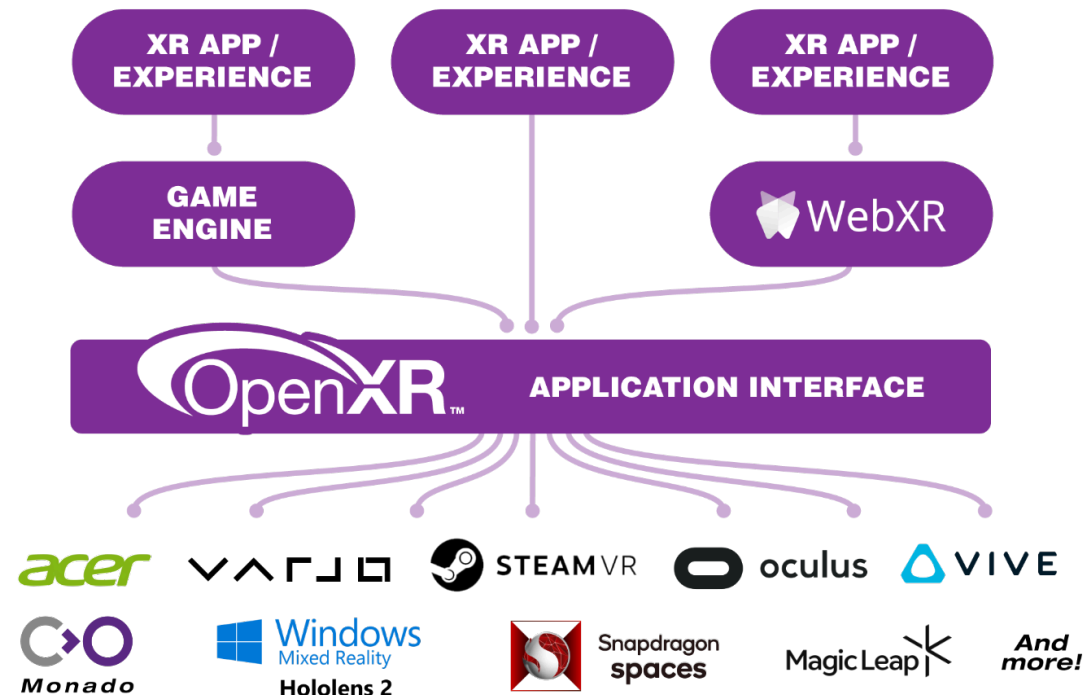 XR APP /
EXPERIENCE
XR APP /
EXPERIENCE
XR APP /
EXPERIENCE
GAME
ENGINE
WebXR
OpenXR™
APPLICATION INTERFACE
acer
VARJO
STEAMVR
oculus
VIVE
Monado
Windows
Mixed Reality
Hololens 2
Snapdragon
spaces
Magic Leap
And
more!